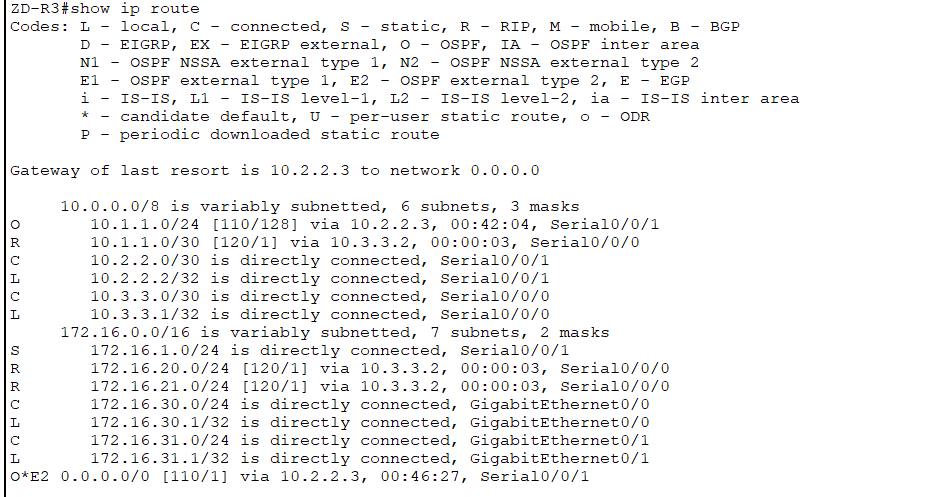 ZD-R3#show ip route
Codes: L - local, C - connected, S - static, R - RIP, M - mobile, B - BGP
D - EIGRP, EX - EIGRP external, O - OSPF, IA - OSPF inter area
N1 - OSPF NSSA external type 1, N2 - OSPF NSSA external type 2
E1 - OSPF external type 1, E2 - OSPF external type 2, E - EGP
i - IS-IS, L1 - IS-IS level-1, L2 - IS-IS level-2, ia - IS-IS inter area
* - candidate default, U - per-user static route, o - ODR
P - periodic downloaded static route
Gateway of last resort is 10.2.2.3 to network 0.0.0.0
10.0.0.0/8 is variably subnetted, 6 subnets, 3 masks
O 10.1.1.0/24 [110/128] via 10.2.2.3, 00:42:04, Serial0/0/1
R 10.1.1.0/30 [120/1] via 10.3.3.2, 00:00:03, Serial0/0/0
C 10.2.2.0/30 is directly connected, Serial0/0/1
L 10.2.2.2/32 is directly connected, Serial0/0/1
C 10.3.3.0/30 is directly connected, Serial0/0/0
L 10.3.3.1/32 is directly connected, Serial0/0/0
172.16.0.0/16 is variably subnetted, 7 subnets, 2 masks
S 172.16.1.0/24 is directly connected, Serial0/0/1
R 172.16.20.0/24 [120/1] via 10.3.3.2, 00:00:03, Serial0/0/0
R 172.16.21.0/24 [120/1] via 10.3.3.2, 00:00:03, Serial0/0/0
C 172.16.30.0/24 is directly connected, GigabitEthernet0/0
L 172.16.30.1/32 is directly connected, GigabitEthernet0/0
C 172.16.31.0/24 is directly connected, GigabitEthernet0/1
L 172.16.31.1/32 is directly connected, GigabitEthernet0/1
O*E2 0.0.0.0/0 [110/1] via 10.2.2.3, 00:46:27, Serial0/0/1